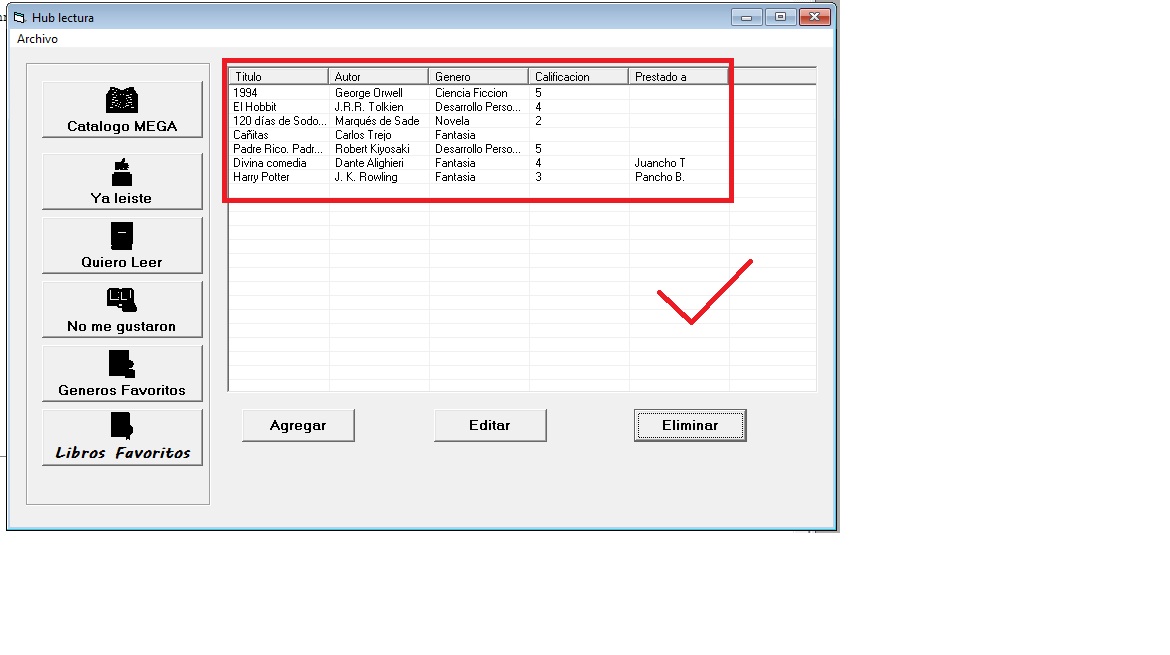 Hub lectura
Archivo
Catalogo MEGA
Ya leiste
Quiero Leer
No me gustaron
Generos Favoritos
Libros Favoritos
Titulo Autor Genero Calificacion Prestado a
1994 George Orwell Ciencia Ficcion 5
El Hobbit J.R.R. Tolkien Desarrollo Perso... 4
120 días de Sodo... Marqués de Sade Novela 2
Cañitas Carlos Trejo Fantasia
Padre Rico. Padr... Robert Kiyosaki Desarrollo Perso... 5
Divina comedia Dante Alighieri Fantasia 4 Juancho T
Harry Potter J. K. Rowling Fantasia 3 Pancho B.
Agregar Editar Eliminar